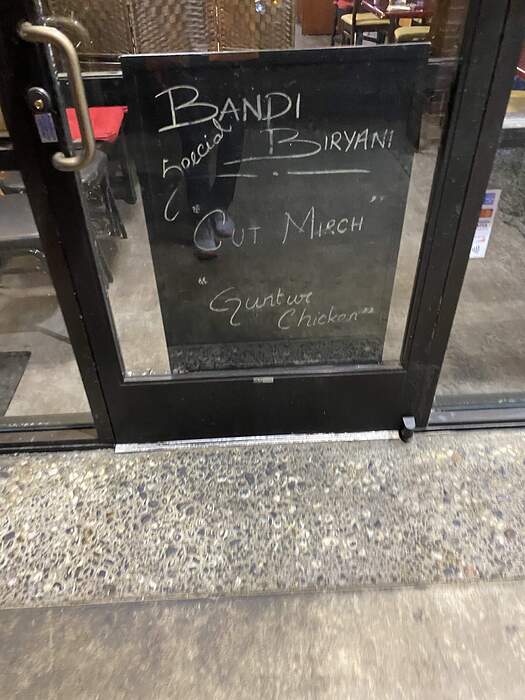 BANDI
Special BIRYANI
"CUT MIRCH"
"Guntur
Chicken"